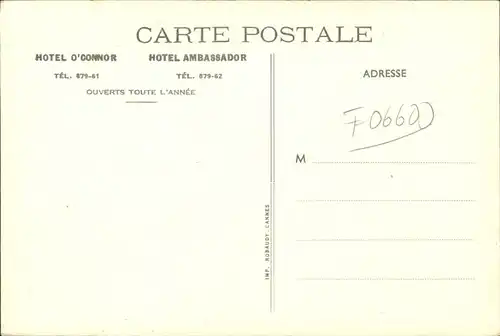 CARTE POSTALE
HOTEL O'CONNOR HOTEL AMBASSADOR
TÉL. 879-61 TÉL. 879-62
OUVERTS TOUTE L'ANNÉE
ADRESSE
F06600
M
IMP. ROBAUDY, CANNES